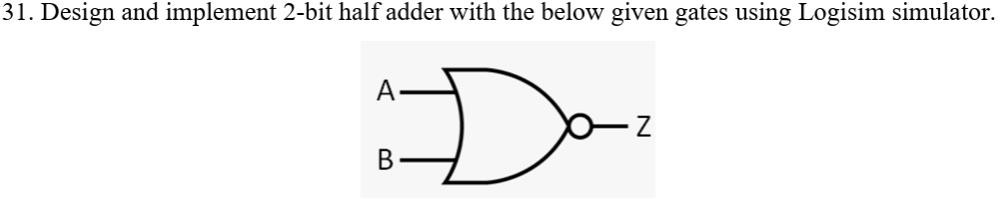 31. Design and implement 2-bit half adder with the below given gates using Logisim simulator.
A
Z
B